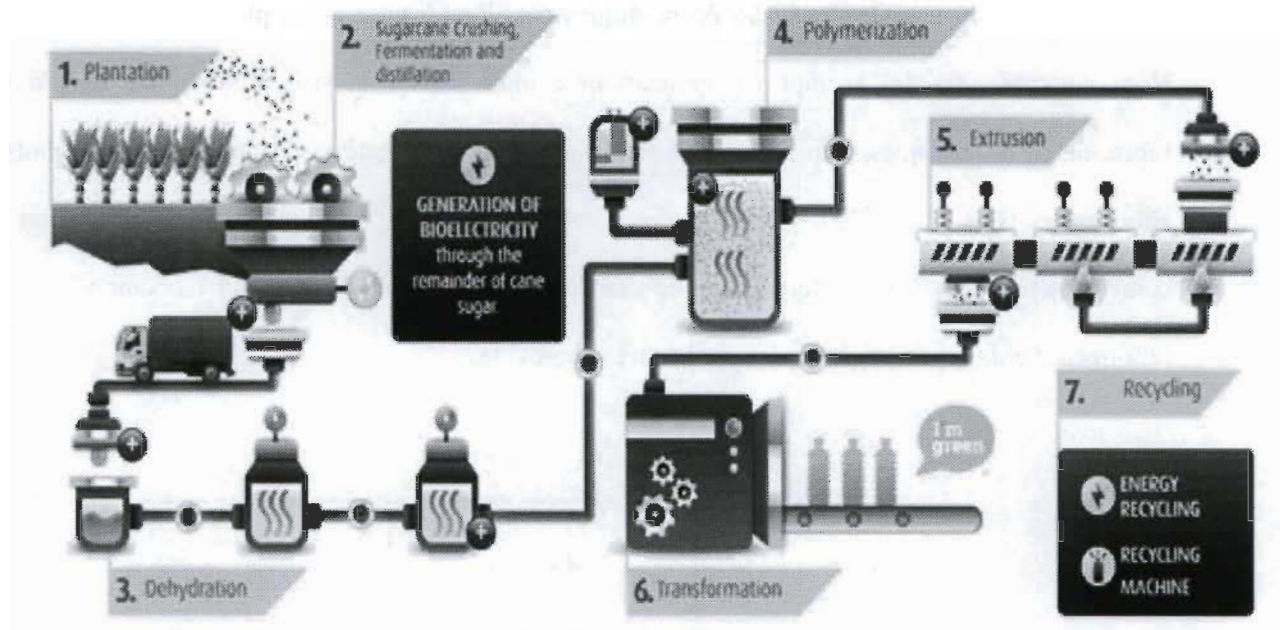 1. Plantation
2. Sugarcane Crushing,
Fermentation and
distillation
GENERATION OF
BIOELECTRICITY
through the
remainder of cane
sugar.
3. Dehydration
4. Polymerization
5. Extrusion
6. Transformation
I'm
green
7. Recycling
ENERGY
RECYCLING
RECYCLING
MACHINE